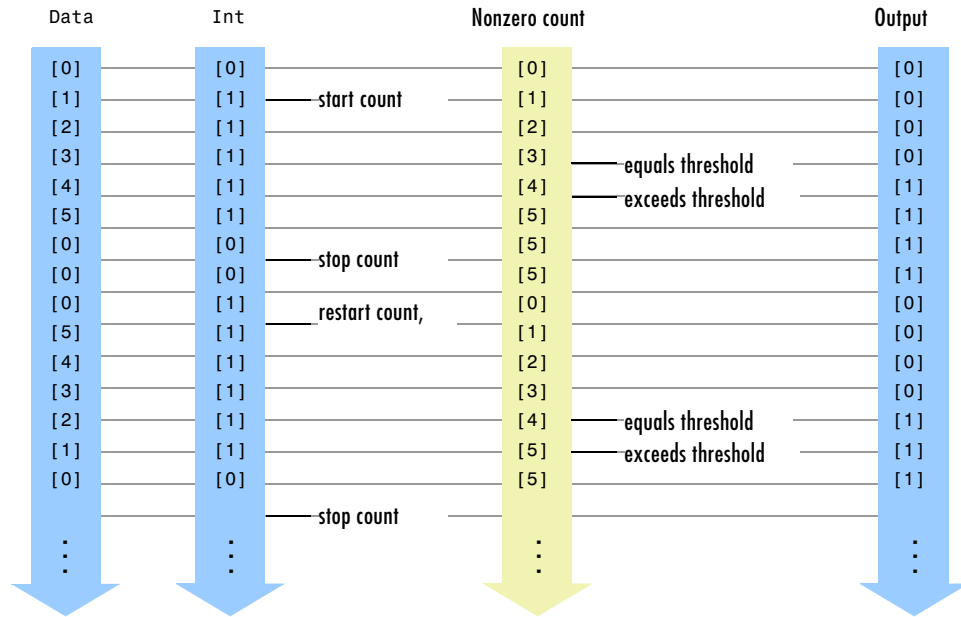 Data Int Nonzero count Output
[0] [0] [0] [0]
[1] [1] start count [1] [0]
[2] [1] [2] [0]
[3] [1] [3] equals threshold [0]
[4] [1] [4] exceeds threshold [1]
[5] [1] [5] [1]
[0] [0] [5] [1]
[0] [0] stop count [5] [1]
[0] [1] restart count, [0] [0]
[5] [1] [1] [0]
[4] [1] [2] [0]
[3] [1] [3] [0]
[2] [1] [4] equals threshold [1]
[1] [1] [5] exceeds threshold [1]
[0] [0] [5] [1]
stop count